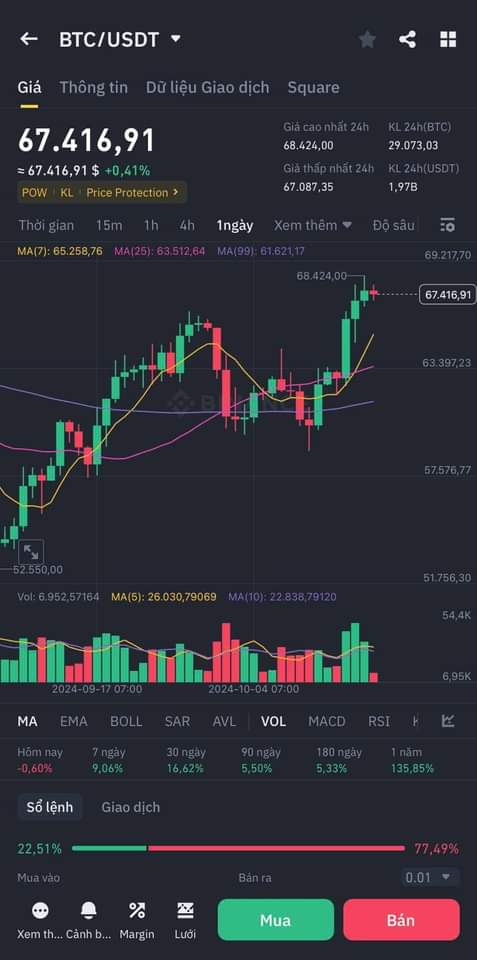 BTC/USDT
Giá Thông tin Dữ liệu Giao dịch Square
67.416,91
≈ 67.416,91 $ +0,41%
POW KL Price Protection
Giá cao nhất 24h KL 24h(BTC)
68.424,00 29.073,03
Giá thấp nhất 24h KL 24h(USDT)
67.087,35 1,97B
Thời gian 15m 1h 4h 1ngày Xem thêm Độ sâu
MA(7): 65.258,76 MA(25): 63.512,64 MA(99): 61.621,17
69.217,70
68.424,00
67.416,91
63.397,23
57.576,77
52.550,00
51.756,30
Vol: 6.952,57164 MA(5): 26.030,79069 MA(10): 22.838,79120
54,4K
6,95K
2024-09-17 07:00 2024-10-04 07:00
MA EMA BOLL SAR AVL VOL MACD RSI
Hôm nay 7 ngày 30 ngày 90 ngày 180 ngày 1 năm
-0,60% 9,06% 16,62% 5,50% 5,33% 135,85%
Sổ lệnh Giao dịch
22,51% 77,49%
Mua vào Bán ra 0.01
Xem th... Cảnh b... Margin Lưới
Mua Bán